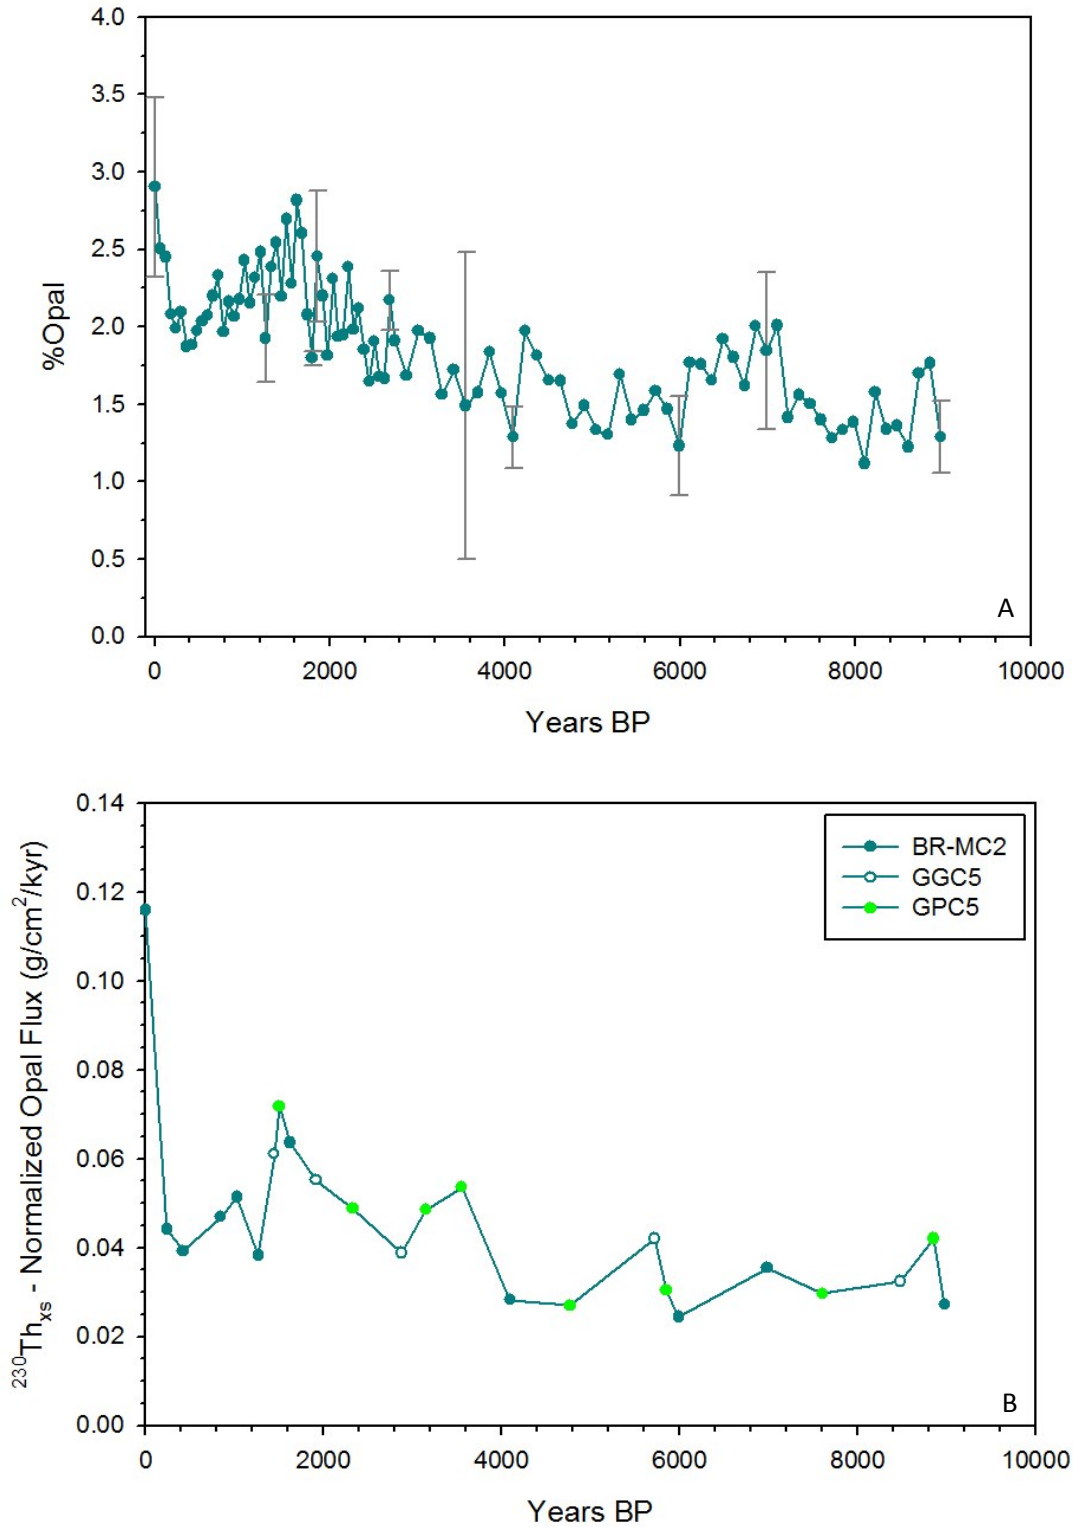 4.0
3.5
3.0
2.5
2.0
1.5
1.0
0.5
0.0
%Opal
A
0 2000 4000 6000 8000 10000
Years BP
0.14
0.12
0.10
0.08
0.06
0.04
0.02
0.00
²³⁰Thₓₛ - Normalized Opal Flux (g/cm²/kyr)
BR-MC2
GGC5
GPC5
B
0 2000 4000 6000 8000 10000
Years BP